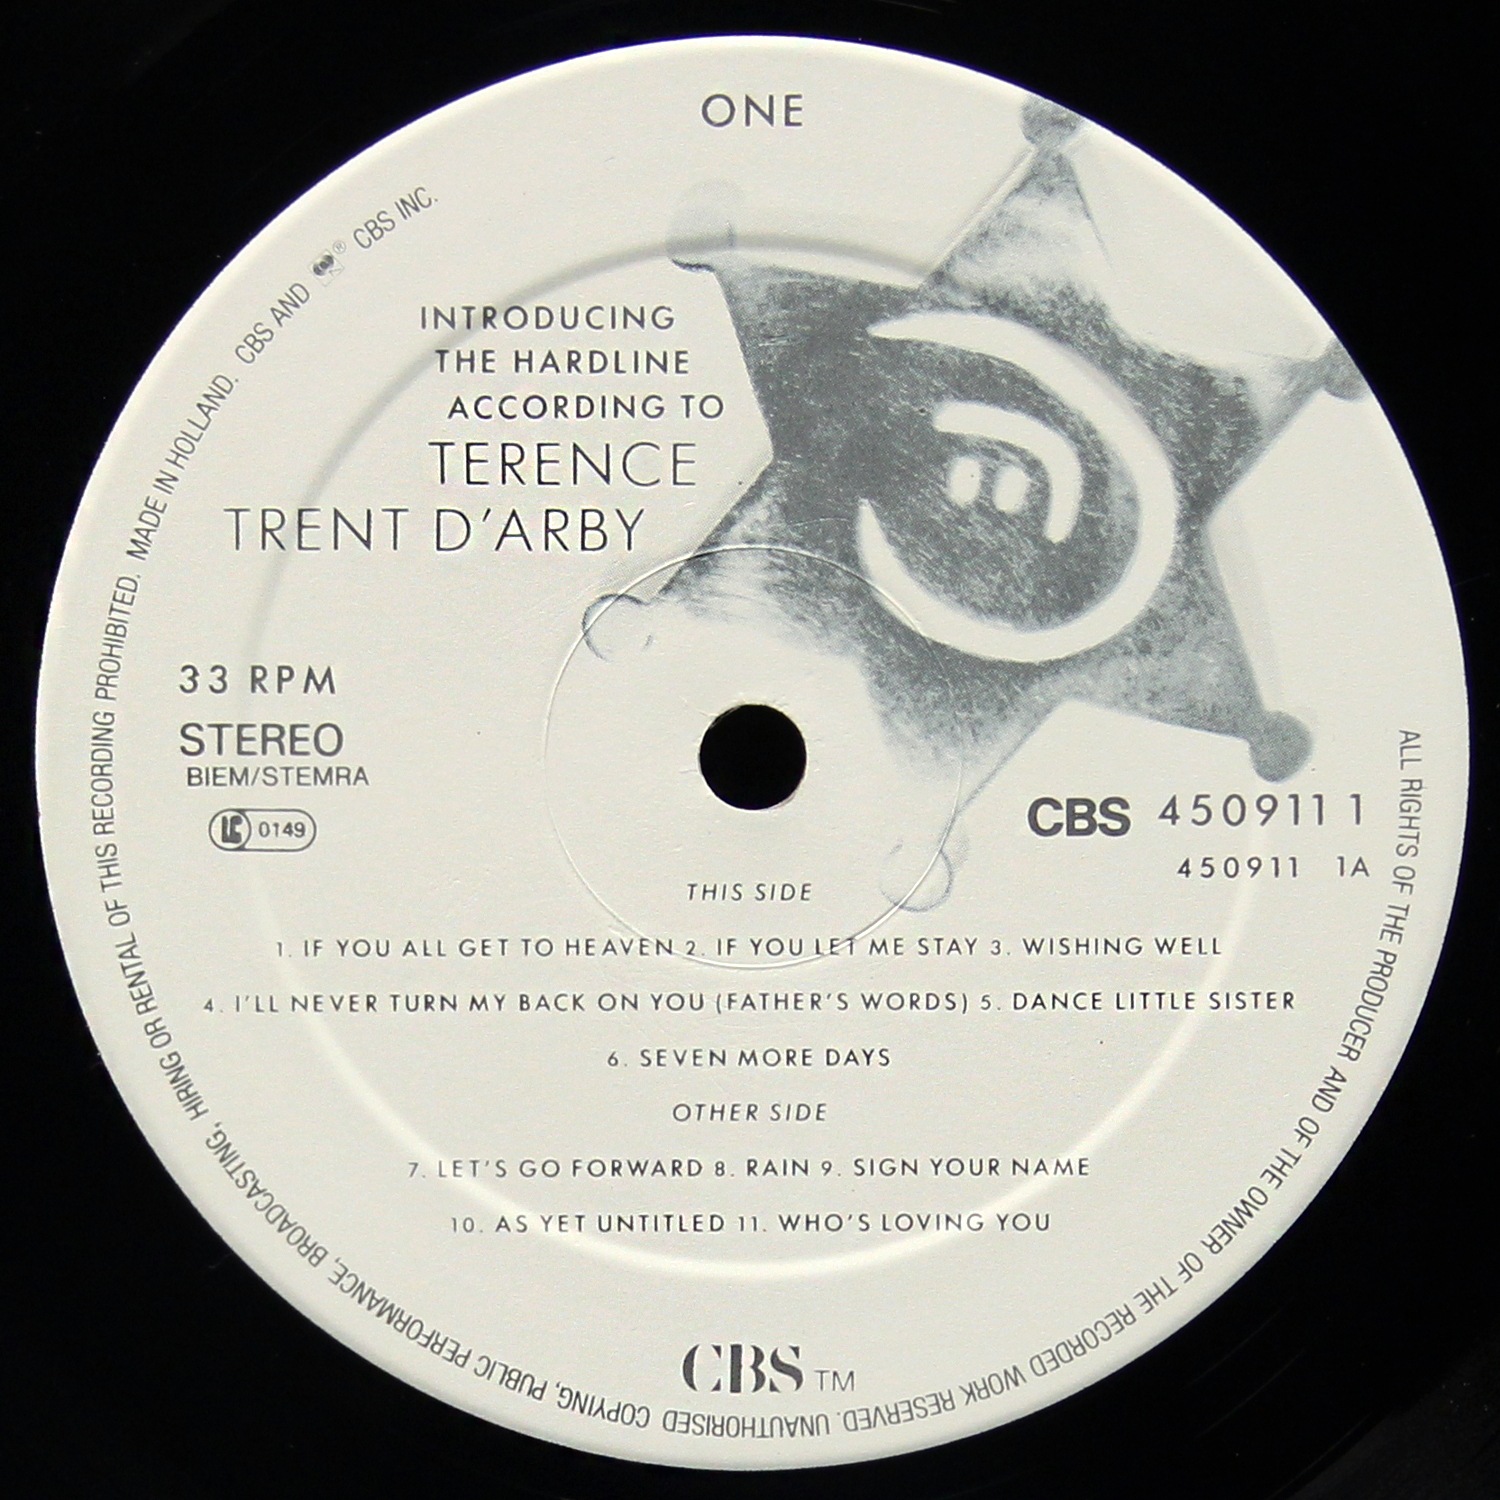 ONE
INTRODUCING
THE HARDLINE
ACCORDING TO
TERENCE
TRENT D'ARBY
33 RPM
STEREO
BIEM/STEMRA
LC 0149
CBS 450911 1
450911 1A
THIS SIDE
1. IF YOU ALL GET TO HEAVEN 2. IF YOU LET ME STAY 3. WISHING WELL
4. I'LL NEVER TURN MY BACK ON YOU (FATHER'S WORDS) 5. DANCE LITTLE SISTER
6. SEVEN MORE DAYS
OTHER SIDE
7. LET'S GO FORWARD 8. RAIN 9. SIGN YOUR NAME
10. AS YET UNTITLED 11. WHO'S LOVING YOU
CBS TM
ALL RIGHTS OF THE PRODUCER AND OF THE OWNER OF THE RECORDED WORK RESERVED. UNAUTHORISED COPYING, PUBLIC PERFORMANCE, BROADCASTING, HIRING OR RENTAL OF THIS RECORDING PROHIBITED. MADE IN HOLLAND. CBS AND ® CBS INC.